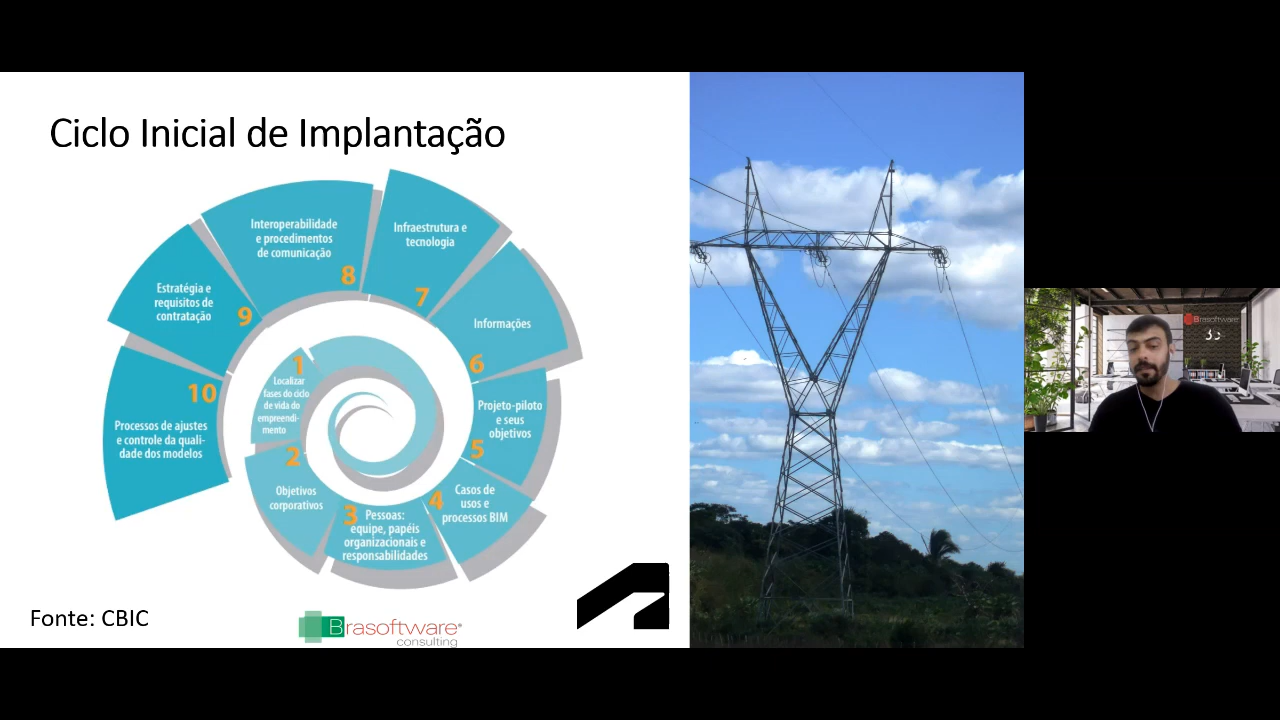 Ciclo Inicial de Implantação
1
Localizar
fases do ciclo
de vida do
empreendi-
mento
2
Objetivos
corporativos
3
Pessoas:
equipe, papéis
organizacionais e
responsabilidades
4
Casos de
usos e
processos BIM
5
Projeto-piloto
e seus
objetivos
6
Informações
7
Infraestrutura e
tecnologia
8
Interoperabilidade
e procedimentos
de comunicação
9
Estratégia e
requisitos de
contratação
10
Processos de ajustes
e controle da quali-
dade dos modelos
Fonte: CBIC
Brasoftware
consulting
Brasoftware